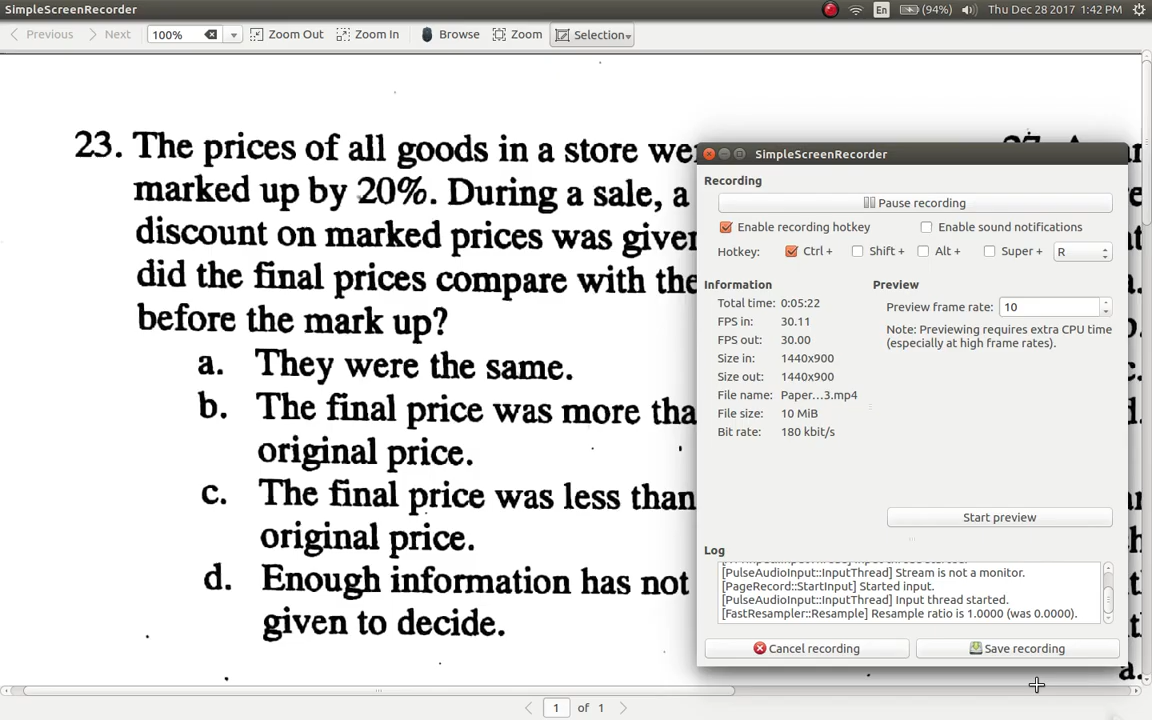 SimpleScreenRecorder
En
(94%)
Thu Dec 28 2017 1:42 PM
Previous
Next
100%
Zoom Out
Zoom In
Browse
Zoom
Selection
23. The prices of all goods in a store
marked up by 20%. During a sale, a
discount on marked prices was
did the final prices compare with the
before the mark up?
a. They were the same.
b. The final price was more
original price.
c. The final price was less than
original price.
d. Enough information has not
given to decide.
SimpleScreenRecorder
Recording
Pause recording
Enable recording hotkey
Enable sound notifications
Hotkey:
Ctrl +
Shift +
Alt +
Super +
R
Information
Total time: 0:05:22
FPS in: 30.11
FPS out: 30.00
Size in: 1440x900
Size out: 1440x900
File name: Paper...3.mp4
File size: 10 MiB
Bit rate: 180 kbit/s
Preview
Preview frame rate: 10
Note: Previewing requires extra CPU time
(especially at high frame rates).
Start preview
Log
[PulseAudioInput::InputThread] Stream is not a monitor.
[PageRecord::StartInput] Started input.
[PulseAudioInput::InputThread] Input thread started.
[FastResampler::Resample] Resample ratio is 1.0000 (was 0.0000).
Cancel recording
Save recording
a.
1 of 1